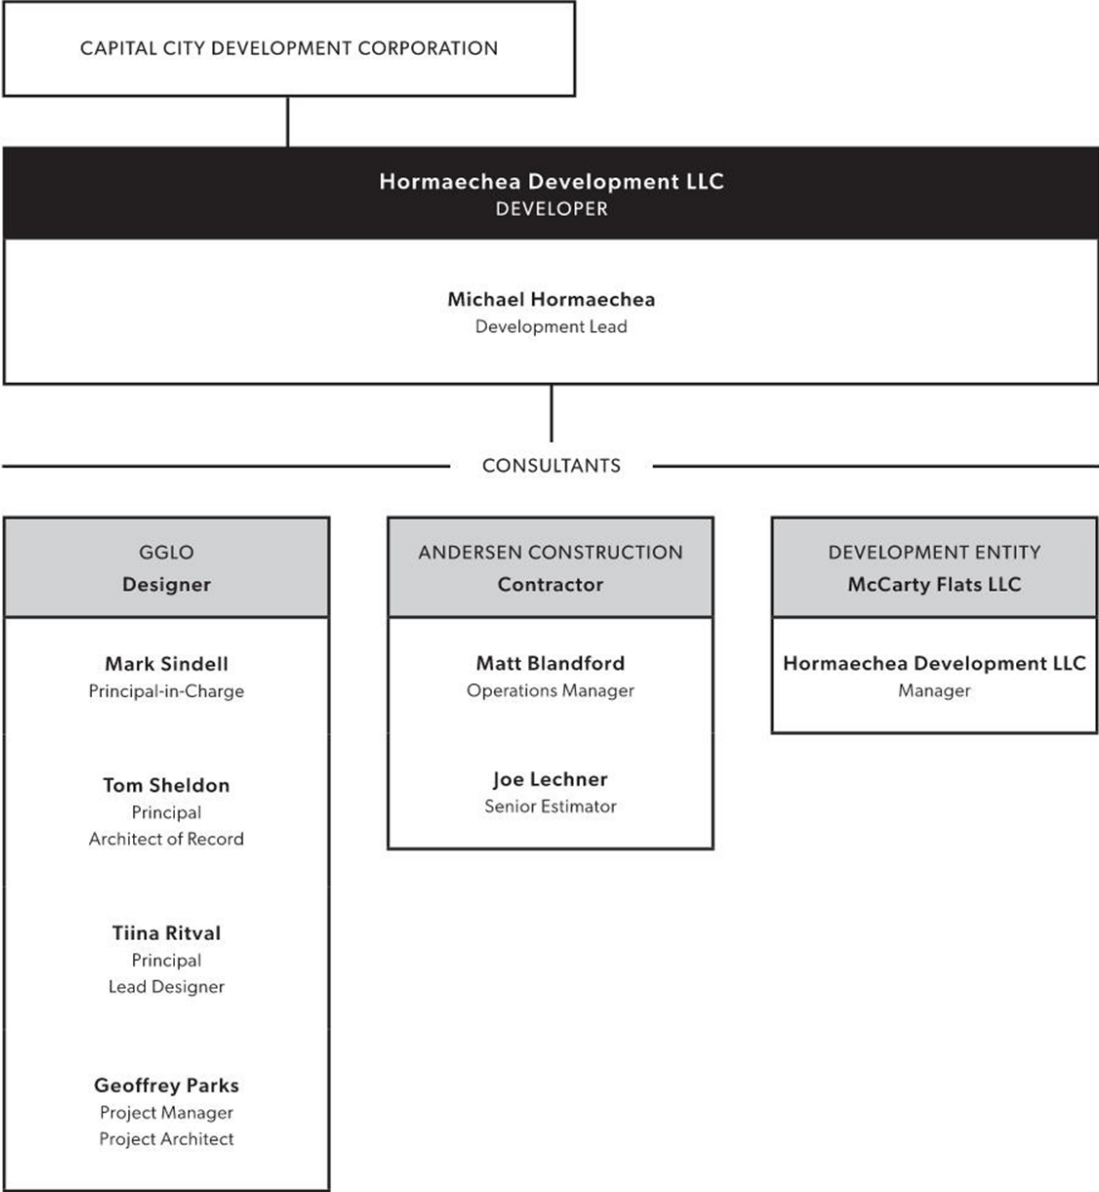 CAPITAL CITY DEVELOPMENT CORPORATION
Hormaechea Development LLC
DEVELOPER
Michael Hormaechea
Development Lead
CONSULTANTS
GGLO
Designer
Mark Sindell
Principal-in-Charge
Tom Sheldon
Principal
Architect of Record
Tiina Ritval
Principal
Lead Designer
Geoffrey Parks
Project Manager
Project Architect
ANDERSEN CONSTRUCTION
Contractor
Matt Blandford
Operations Manager
Joe Lechner
Senior Estimator
DEVELOPMENT ENTITY
McCarty Flats LLC
Hormaechea Development LLC
Manager